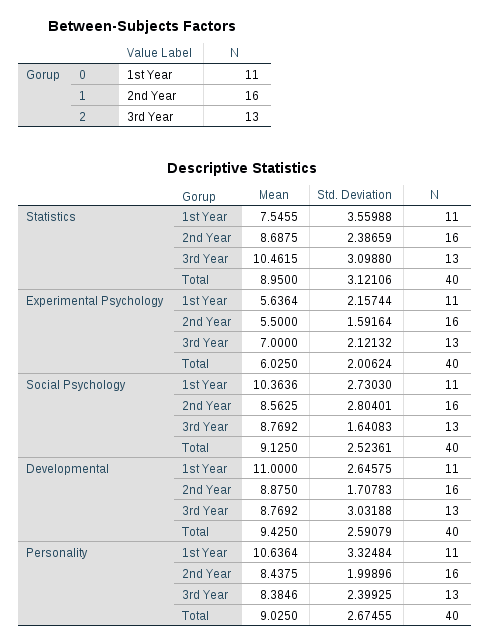 Between-Subjects Factors
Value Label N
Gorup 0 1st Year 11
1 2nd Year 16
2 3rd Year 13
Descriptive Statistics
Gorup Mean Std. Deviation N
Statistics 1st Year 7.5455 3.55988 11
2nd Year 8.6875 2.38659 16
3rd Year 10.4615 3.09880 13
Total 8.9500 3.12106 40
Experimental Psychology 1st Year 5.6364 2.15744 11
2nd Year 5.5000 1.59164 16
3rd Year 7.0000 2.12132 13
Total 6.0250 2.00624 40
Social Psychology 1st Year 10.3636 2.73030 11
2nd Year 8.5625 2.80401 16
3rd Year 8.7692 1.64083 13
Total 9.1250 2.52361 40
Developmental 1st Year 11.0000 2.64575 11
2nd Year 8.8750 1.70783 16
3rd Year 8.7692 3.03188 13
Total 9.4250 2.59079 40
Personality 1st Year 10.6364 3.32484 11
2nd Year 8.4375 1.99896 16
3rd Year 8.3846 2.39925 13
Total 9.0250 2.67455 40